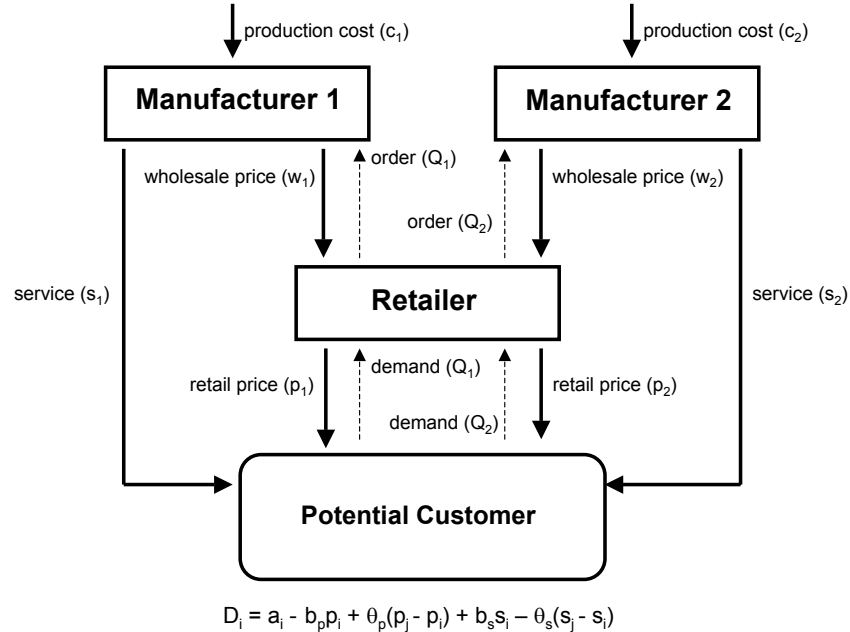 production cost (c₁)
production cost (c₂)
Manufacturer 1
Manufacturer 2
order (Q₁)
wholesale price (w₁)
wholesale price (w₂)
order (Q₂)
service (s₁)
Retailer
service (s₂)
demand (Q₁)
retail price (p₁)
retail price (p₂)
demand (Q₂)
Potential Customer
Dᵢ = aᵢ - bₚpᵢ + θₚ(pⱼ - pᵢ) + bₛsᵢ – θₛ(sⱼ - sᵢ)